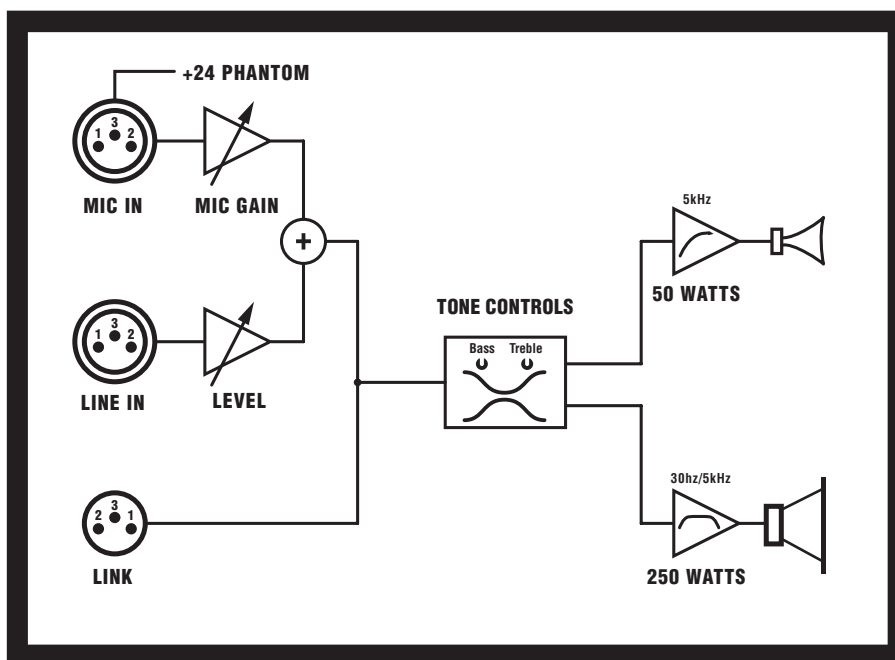 +24 PHANTOM
3
1 2
MIC IN
MIC GAIN
+
5kHz
50 WATTS
TONE CONTROLS
Bass Treble
3
1 2
LINE IN
LEVEL
30hz/5kHz
250 WATTS
3
2 1
LINK